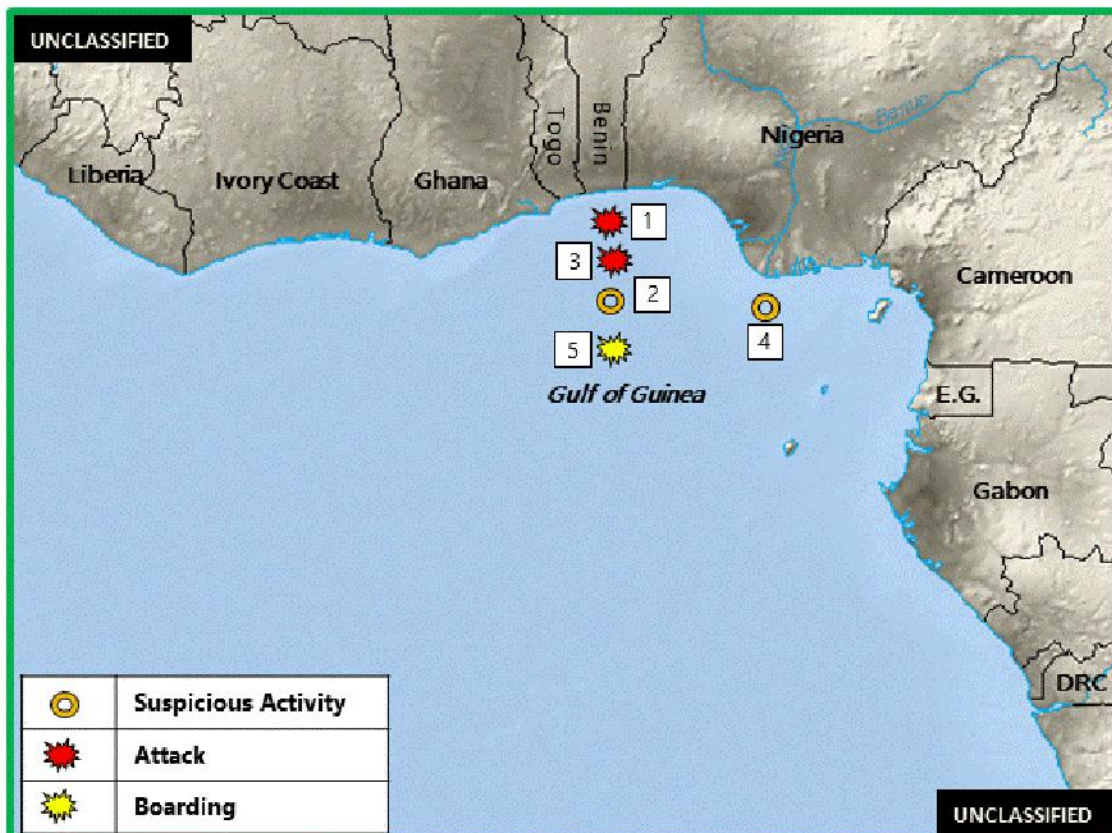 UNCLASSIFIED
Liberia
Ivory Coast
Ghana
Togo
Benin
Nigeria
Benue
Cameroon
1
3
2
4
5
Gulf of Guinea
E.G.
Gabon
DRC
Suspicious Activity
Attack
Boarding
UNCLASSIFIED